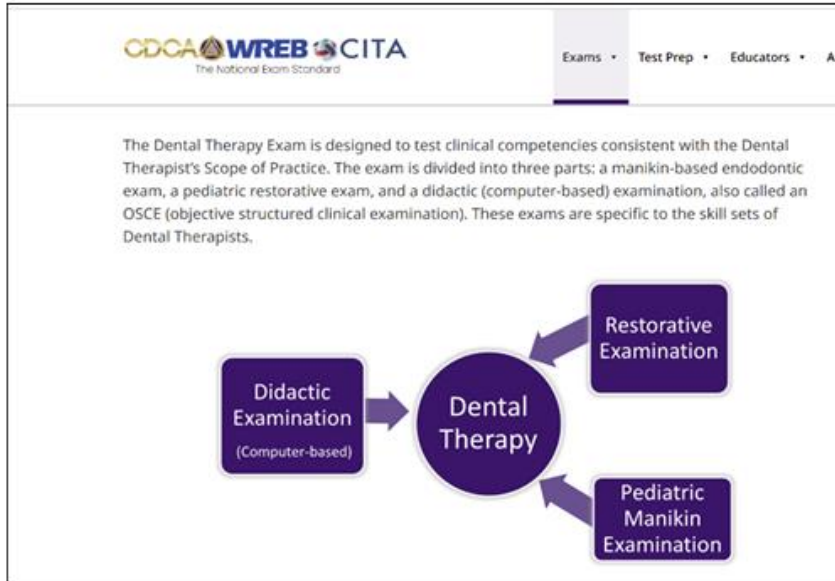 CDCA WREB CITA
The National Exam Standard
Exams
Test Prep
Educators
A
The Dental Therapy Exam is designed to test clinical competencies consistent with the Dental
Therapist's Scope of Practice. The exam is divided into three parts: a manikin-based endodontic
exam, a pediatric restorative exam, and a didactic (computer-based) examination, also called an
OSCE (objective structured clinical examination). These exams are specific to the skill sets of
Dental Therapists.
Restorative
Examination
Didactic
Examination
(Computer-based)
Dental
Therapy
Pediatric
Manikin
Examination